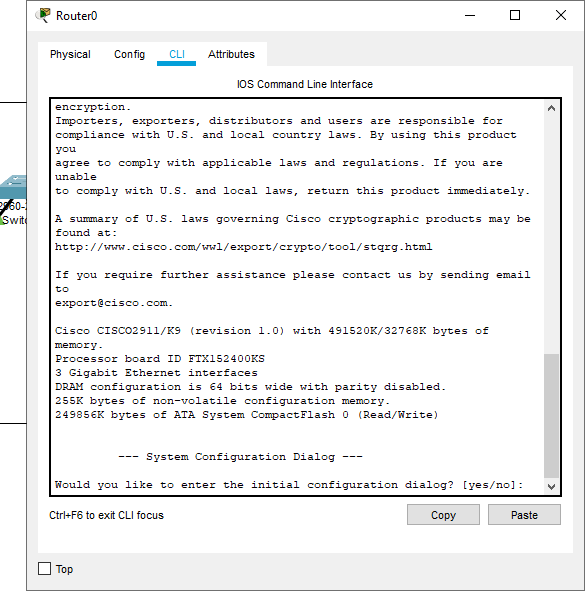 Router0
Physical Config CLI Attributes
IOS Command Line Interface
encryption.
Importers, exporters, distributors and users are responsible for
compliance with U.S. and local country laws. By using this product
you
agree to comply with applicable laws and regulations. If you are
unable
to comply with U.S. and local laws, return this product immediately.
A summary of U.S. laws governing Cisco cryptographic products may be
found at:
http://www.cisco.com/wwl/export/crypto/tool/stqrg.html
If you require further assistance please contact us by sending email
to
export@cisco.com.
Cisco CISCO2911/K9 (revision 1.0) with 491520K/32768K bytes of
memory.
Processor board ID FTX152400KS
3 Gigabit Ethernet interfaces
DRAM configuration is 64 bits wide with parity disabled.
255K bytes of non-volatile configuration memory.
249856K bytes of ATA System CompactFlash 0 (Read/Write)
--- System Configuration Dialog ---
Would you like to enter the initial configuration dialog? [yes/no]:
Ctrl+F6 to exit CLI focus
Copy Paste
Top
2960-
Swit